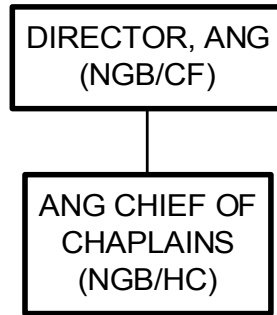 DIRECTOR, ANG
(NGB/CF)
ANG CHIEF OF
CHAPLAINS
(NGB/HC)